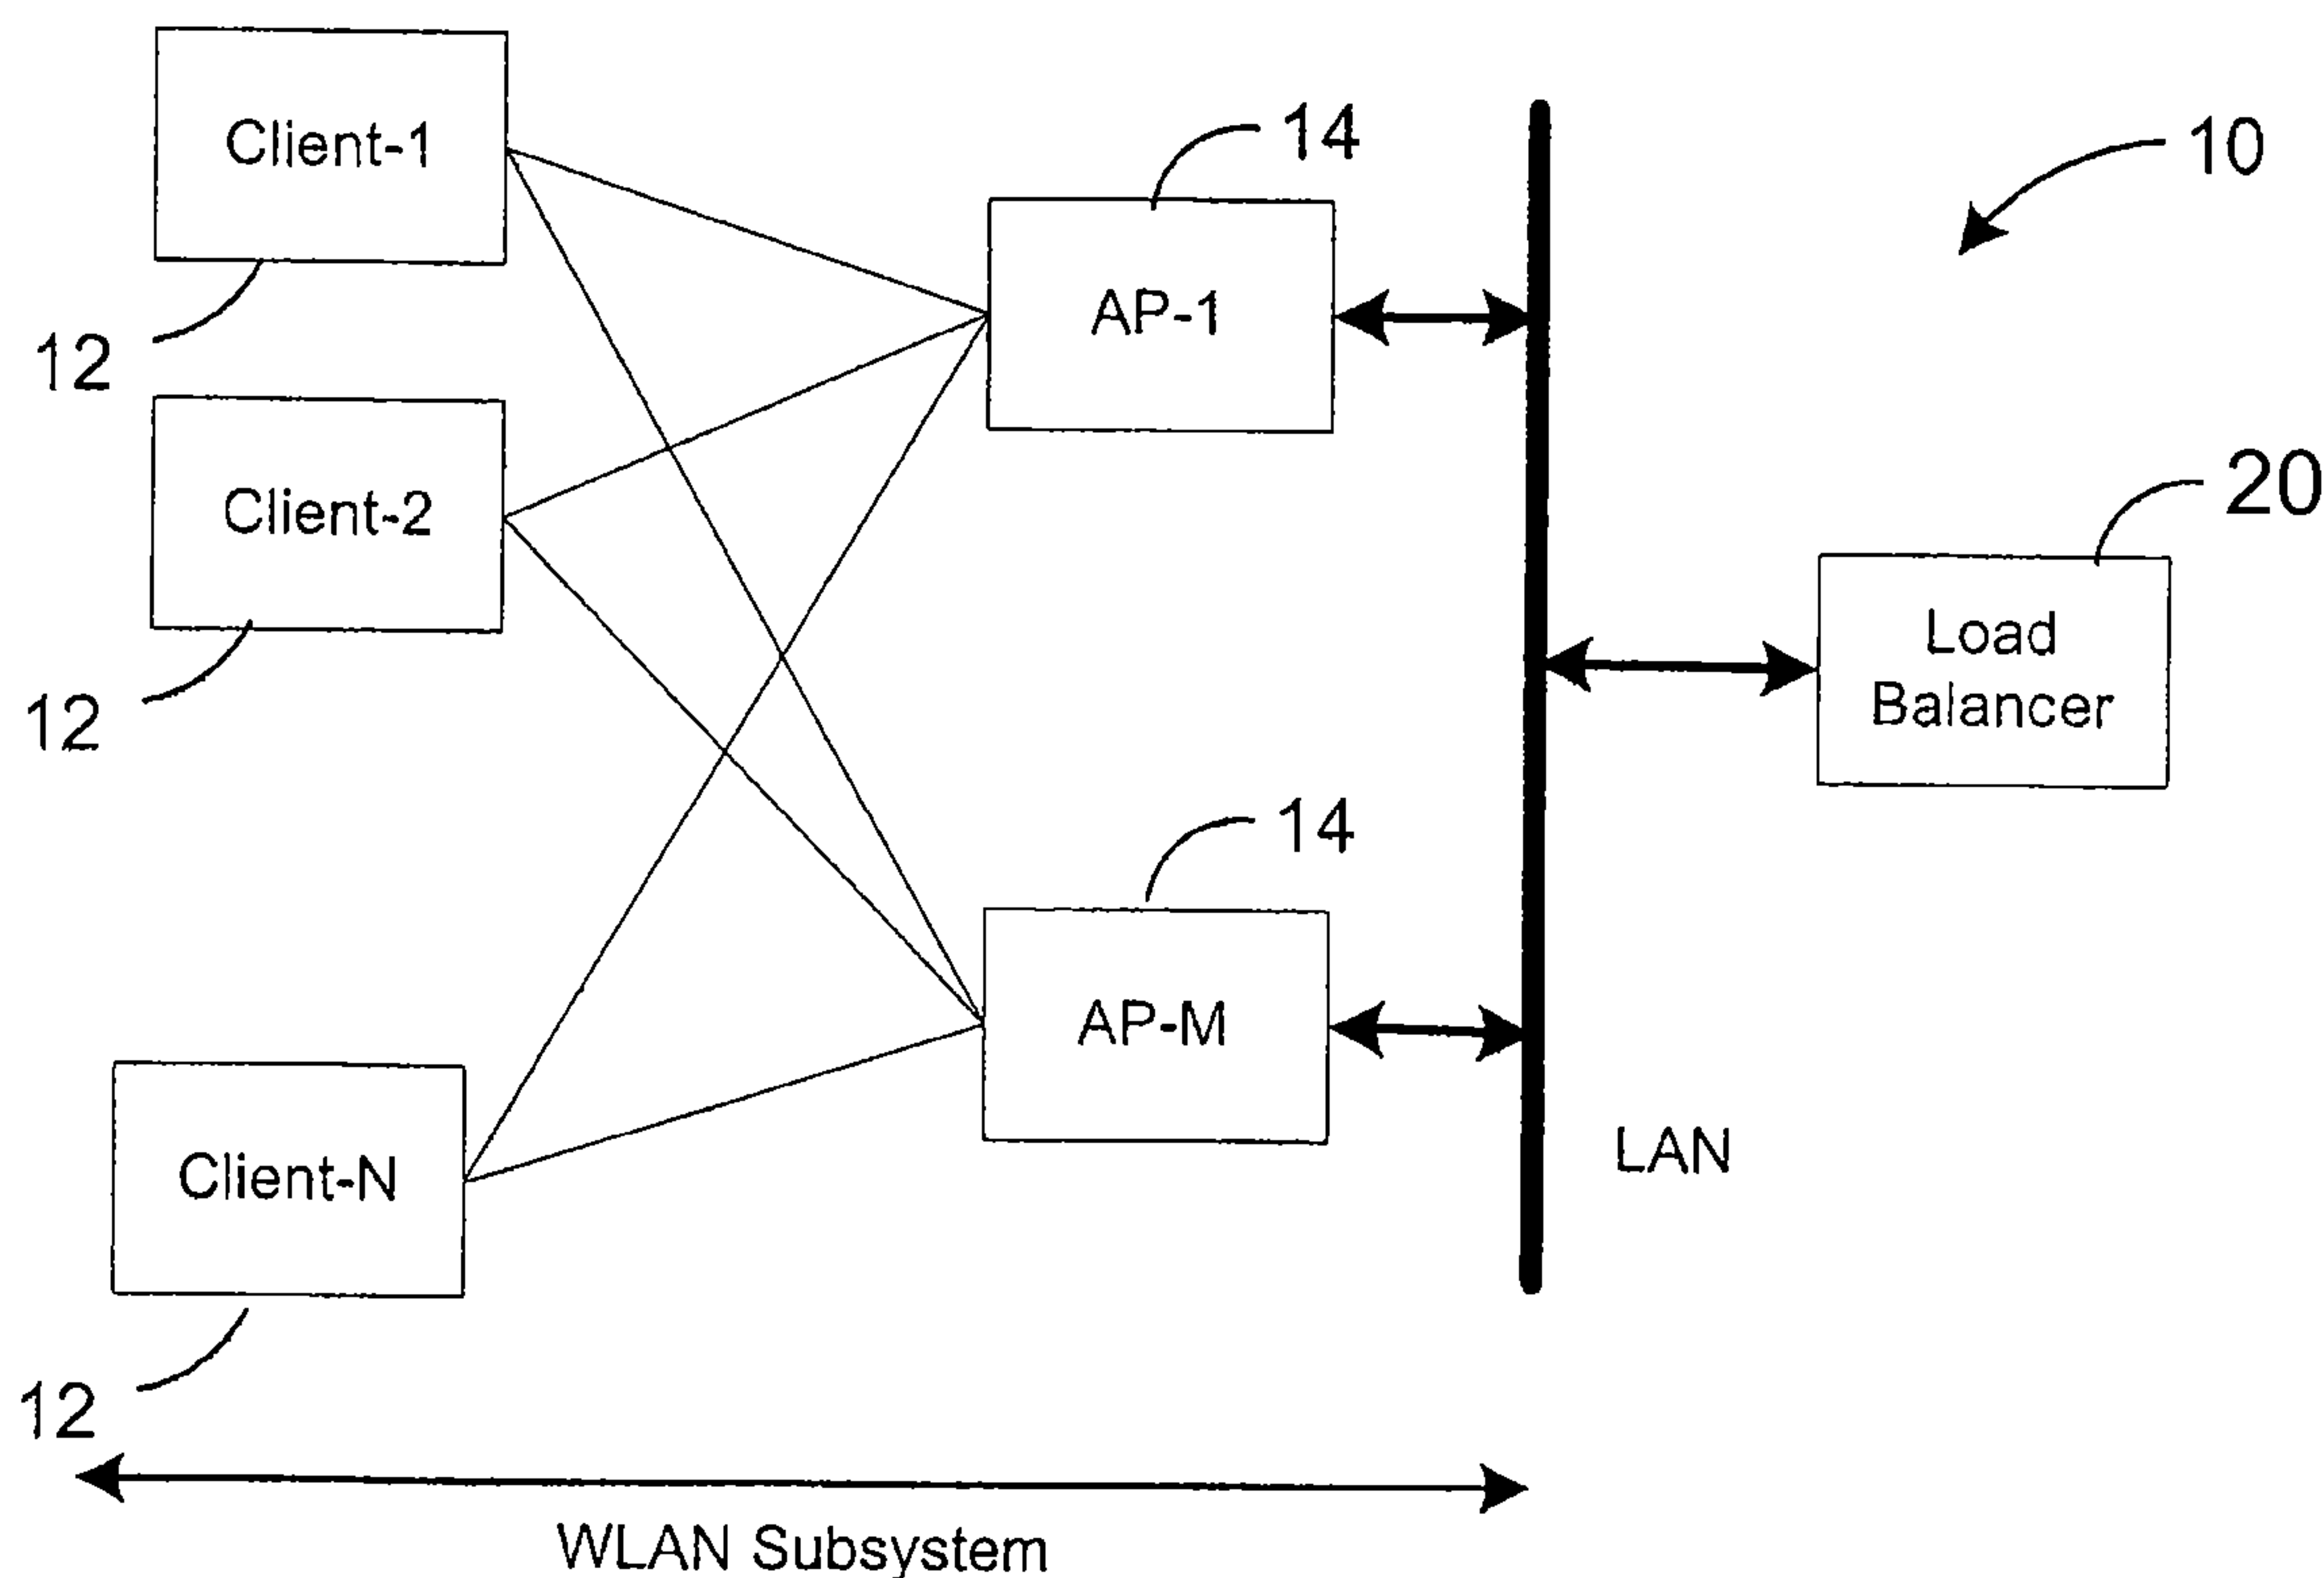 Client-1
14
10
AP-1
12
Client-2
20
Load
Balancer
12
14
AP-M
LAN
Client-N
12
WLAN Subsystem